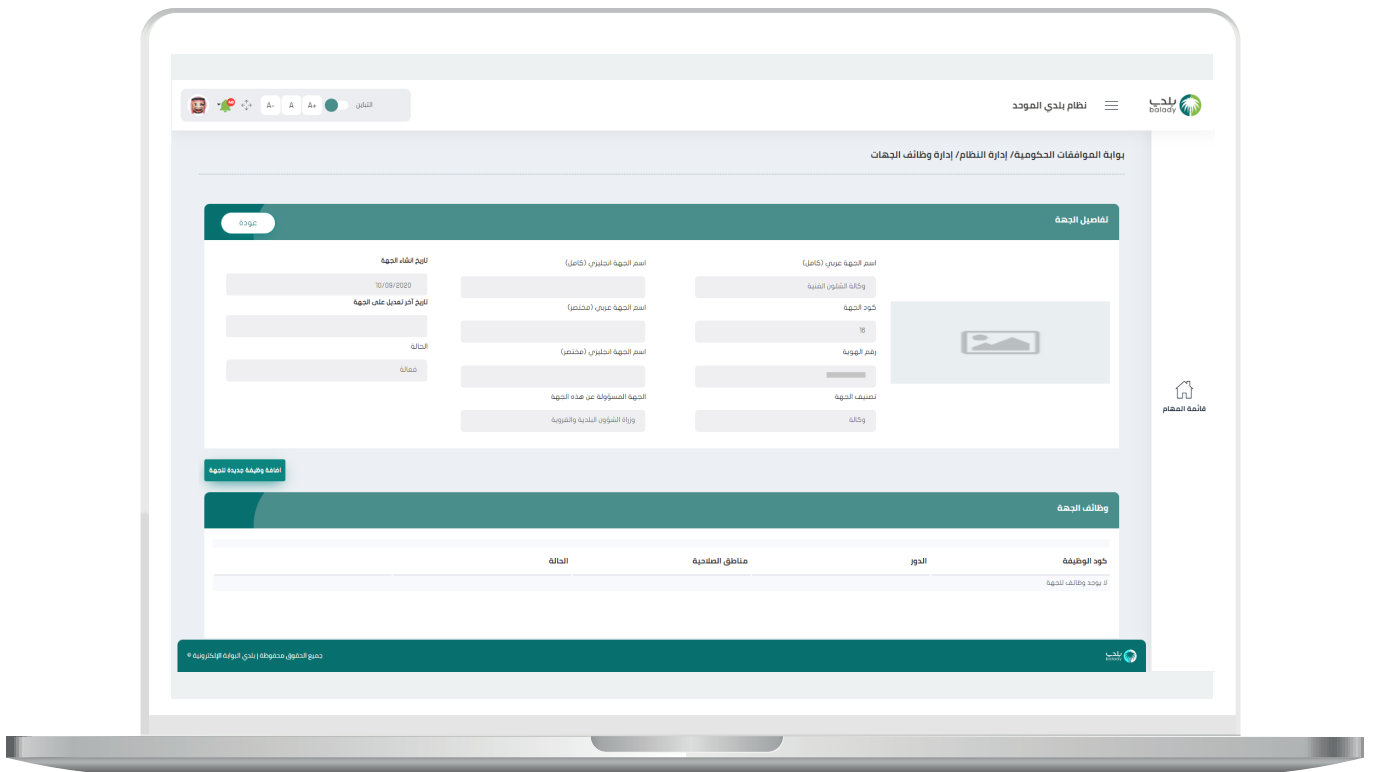 بلدي
balady
نظام بلدي الموحد
التباين
A+
A
A-
بوابة الموافقات الحكومية/ إدارة النظام/ إدارة وظائف الجهات
تفاصيل الجهة
عودة
اسم الجهة عربي (كامل)
وكالة الشئون الفنية
كود الجهة
16
رقم الهوية
تصنيف الجهة
وكالة
اسم الجهة انجليزي (كامل)
اسم الجهة عربي (مختصر)
اسم الجهة انجليزي (مختصر)
الجهة المسؤولة عن هذه الجهة
وزراة الشؤون البلدية والقروية
تاريخ انشاء الجهة
10/09/2020
تاريخ أخر تعديل على الجهة
الحالة
فعالة
قائمة المهام
اضافة وظيفة جديدة للجهة
وظائف الجهة
كود الوظيفة
الدور
مناطق الصلاحية
الحالة
لا يوجد وظائف للجهة
بلدي
balady
جميع الحقوق محفوظة | بلدي البوابة الإلكترونية ©